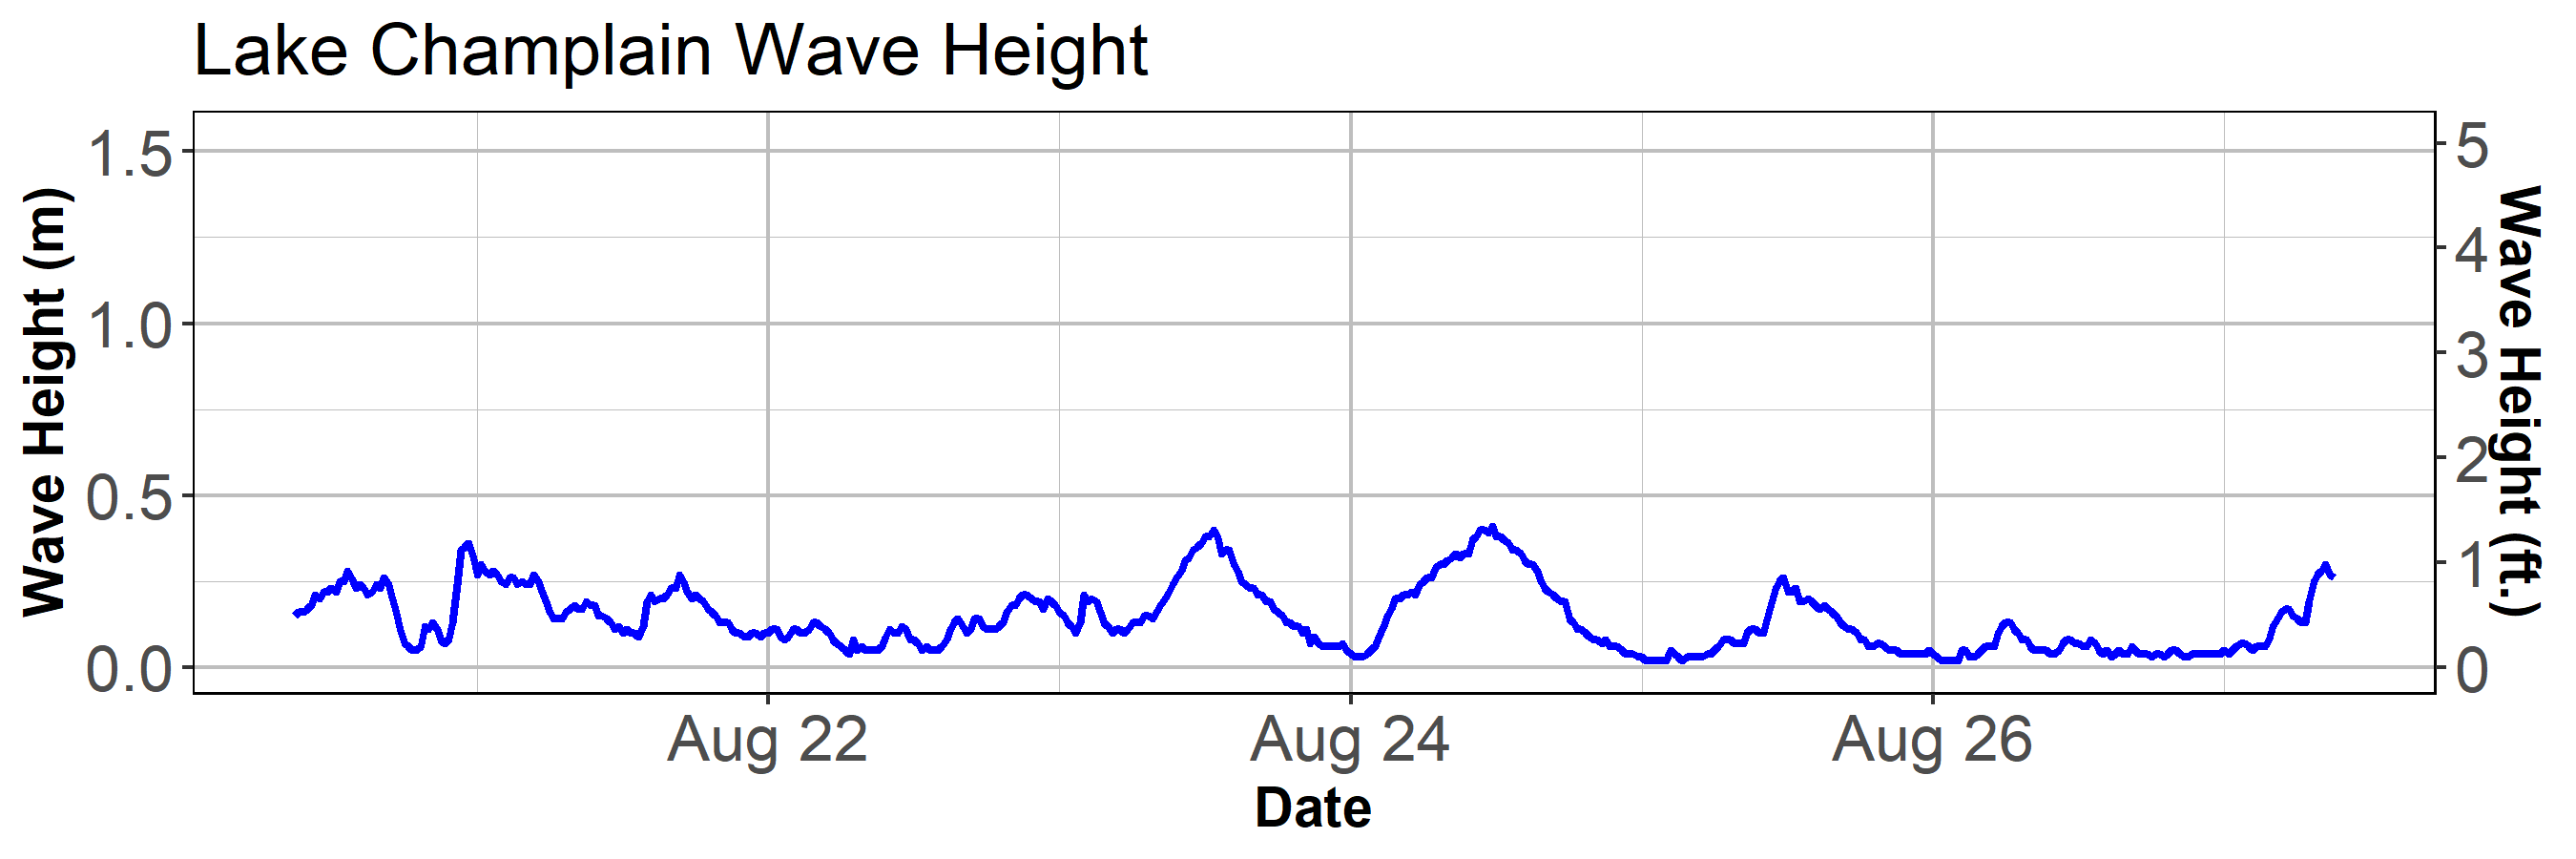 Lake Champlain Wave Height
Wave Height (m)
1.5
1.0
0.5
0.0
5
4
3
2
1
0
Wave Height (ft.)
Aug 22
Aug 24
Aug 26
Date